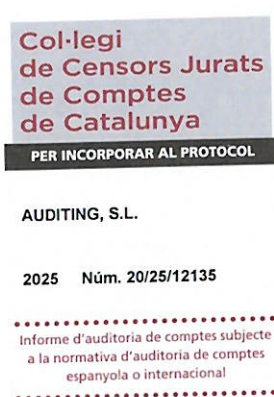 Col·legi
de Censors Jurats
de Comptes
de Catalunya
PER INCORPORAR AL PROTOCOL
AUDITING, S.L.
2025 Núm. 20/25/12135
Informe d'auditoria de comptes subjecte
a la normativa d'auditoria de comptes
espanyola o internacional